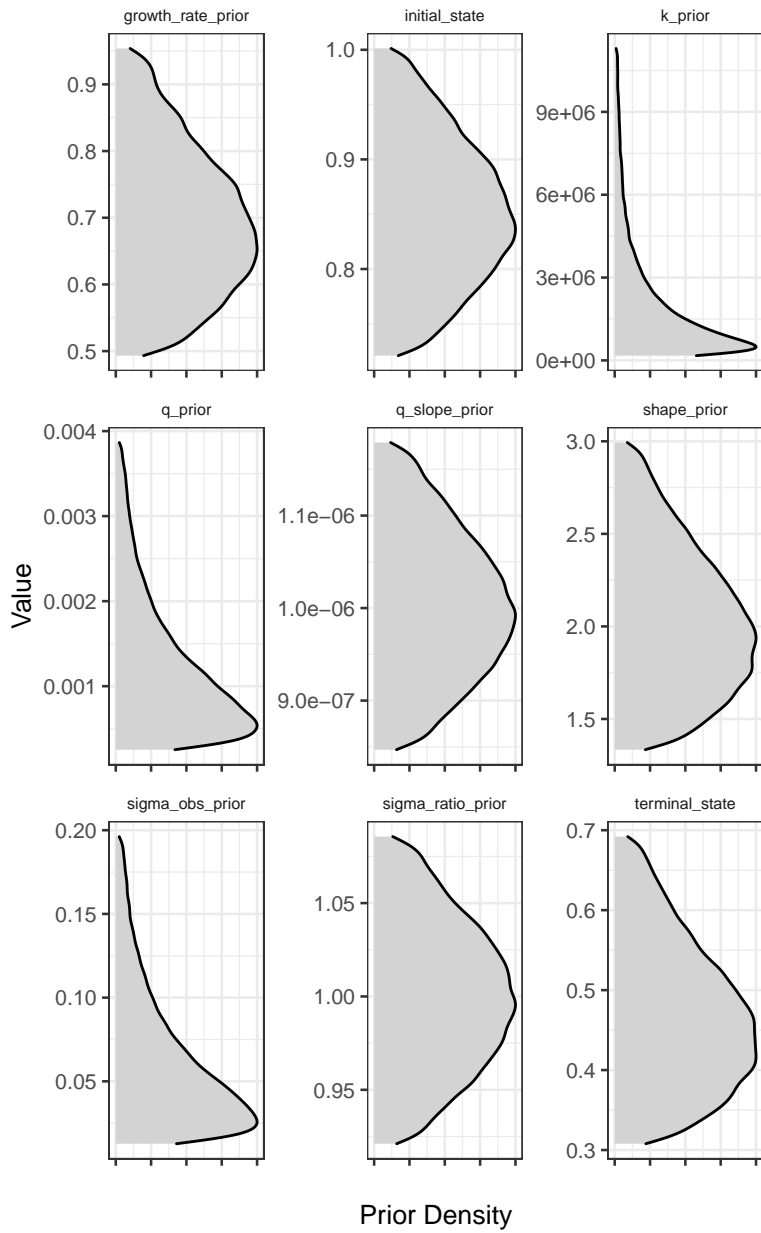 growth_rate_prior initial_state k_prior
0.9 1.0 9e+06
0.8 0.9 6e+06
0.7 0.8 3e+06
0.6 0e+00
0.5
q_prior q_slope_prior shape_prior
0.004 1.1e−06 3.0
0.003 1.0e−06 2.5
0.002 9.0e−07 2.0
0.001 1.5
Value
sigma_obs_prior sigma_ratio_prior terminal_state
0.20 1.05 0.7
0.15 1.00 0.6
0.10 0.95 0.5
0.05 0.4
0.3
Prior Density